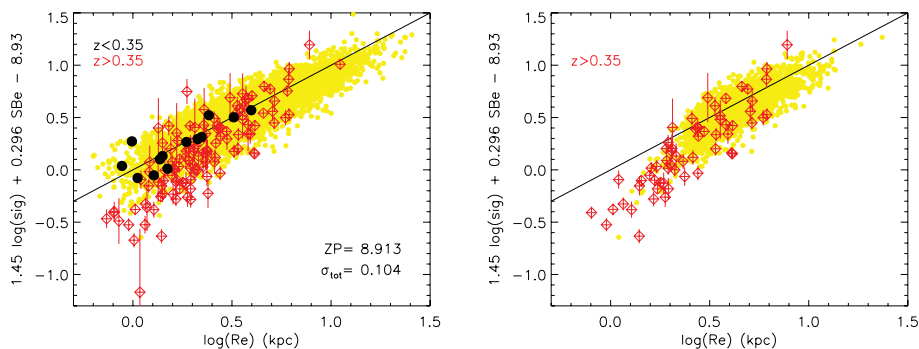 1.45 log(sig) + 0.296 SBe - 8.93
1.5
1.0
0.5
0.0
-0.5
-1.0
z<0.35
z>0.35
ZP= 8.913
σtot= 0.104
0.0 0.5 1.0 1.5
log(Re) (kpc)
1.45 log(sig) + 0.296 SBe - 8.93
1.5
1.0
0.5
0.0
-0.5
-1.0
z>0.35
0.0 0.5 1.0 1.5
log(Re) (kpc)